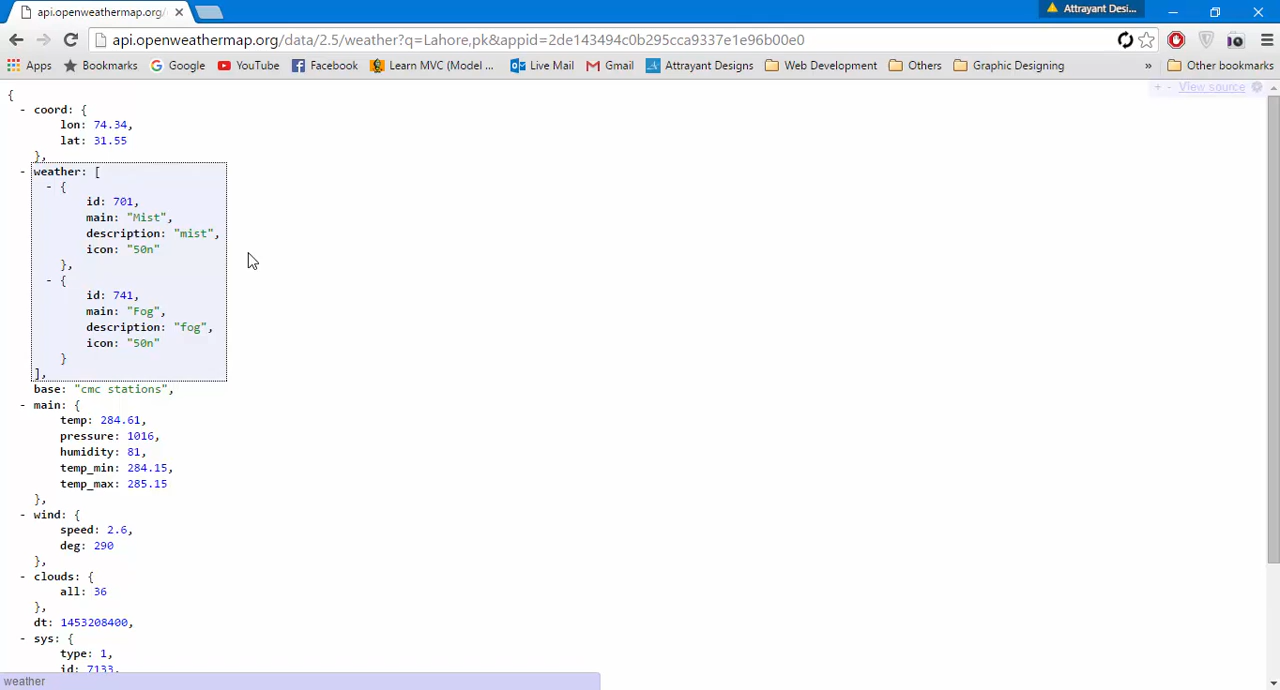 api.openweathermap.org/
Attrayant Desi...
api.openweathermap.org/data/2.5/weather?q=Lahore,pk&appid=2de143494c0b295cca9337e1e96b00e0
Apps Bookmarks Google YouTube Facebook Learn MVC (Model ... Live Mail Gmail Attrayant Designs Web Development Others Graphic Designing » Other bookmarks
+ - View source
{
- coord: {
lon: 74.34,
lat: 31.55
},
- weather: [
- {
id: 701,
main: "Mist",
description: "mist",
icon: "50n"
},
- {
id: 741,
main: "Fog",
description: "fog",
icon: "50n"
}
],
base: "cmc stations",
- main: {
temp: 284.61,
pressure: 1016,
humidity: 81,
temp_min: 284.15,
temp_max: 285.15
},
- wind: {
speed: 2.6,
deg: 290
},
- clouds: {
all: 36
},
dt: 1453208400,
- sys: {
type: 1,
id: 7133,
weather